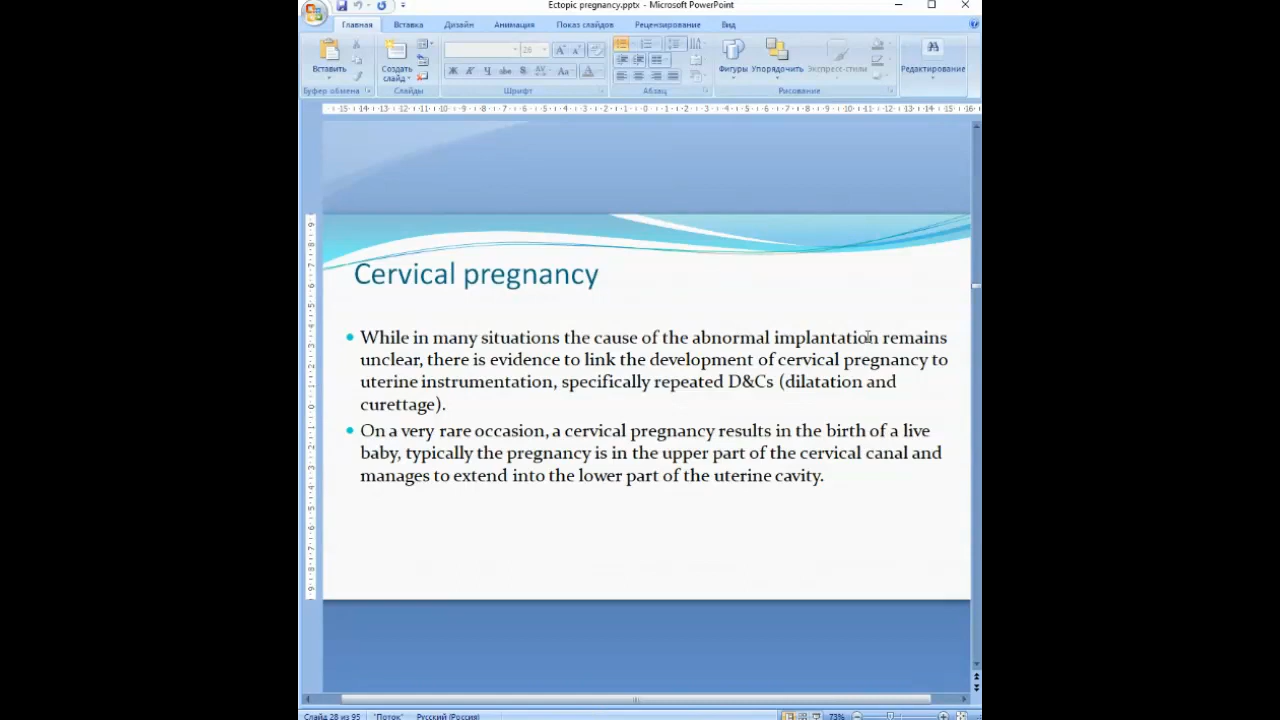 Ectopic pregnancy.pptx - Microsoft PowerPoint
Главная Вставка Дизайн Анимация Показ слайдов Рецензирование Вид
Вставить Создать слайд Фигуры Упорядочить Экспресс-стили Редактирование
Буфер обмена Слайды Шрифт Абзац Рисование
Cervical pregnancy
While in many situations the cause of the abnormal implantation remains
unclear, there is evidence to link the development of cervical pregnancy to
uterine instrumentation, specifically repeated D&Cs (dilatation and
curettage).
On a very rare occasion, a cervical pregnancy results in the birth of a live
baby, typically the pregnancy is in the upper part of the cervical canal and
manages to extend into the lower part of the uterine cavity.
Слайд 28 из 95 "Поток" Русский (Россия) 73%